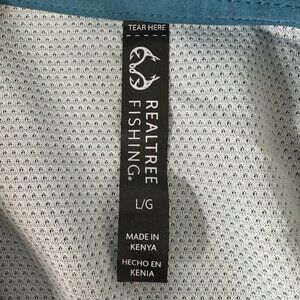 TEAR HERE
REALTREE
FISHING®
L/G
MADE IN
KENYA
HECHO EN
KENIA